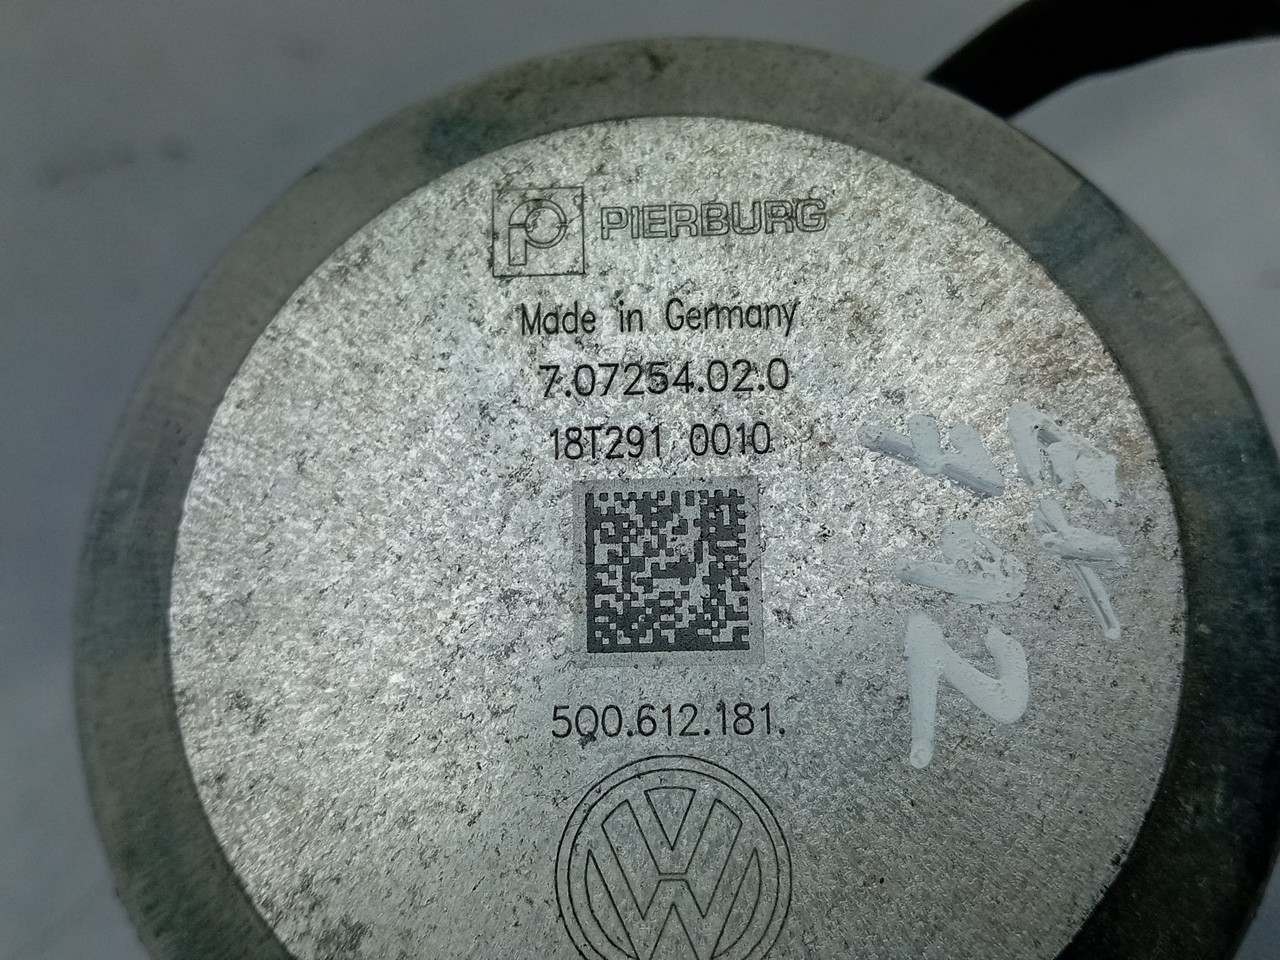 PIERBURG
Made in Germany
7.07254.02.0
18T291 0010
5Q0.612.181.